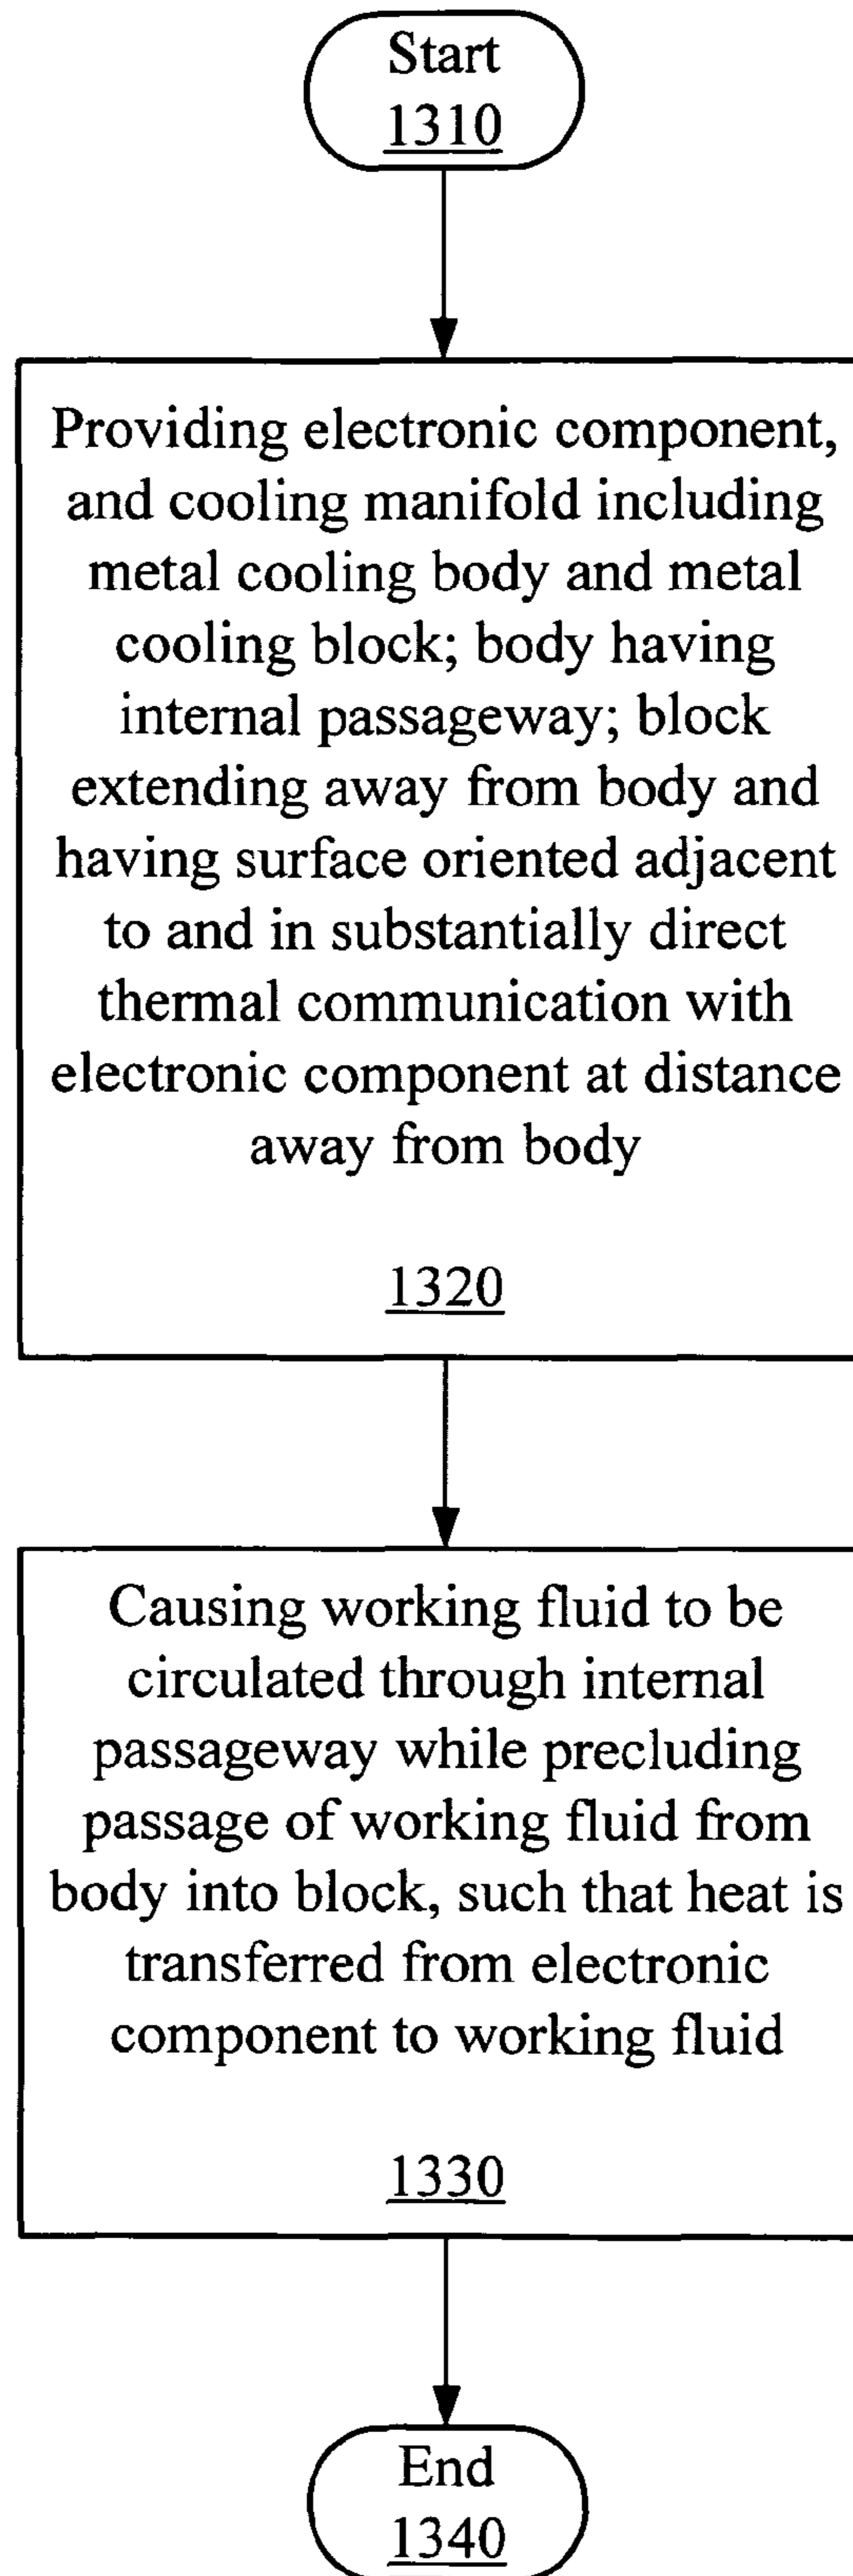 Start
1310
Providing electronic component,
and cooling manifold including
metal cooling body and metal
cooling block; body having
internal passageway; block
extending away from body and
having surface oriented adjacent
to and in substantially direct
thermal communication with
electronic component at distance
away from body
1320
Causing working fluid to be
circulated through internal
passageway while precluding
passage of working fluid from
body into block, such that heat is
transferred from electronic
component to working fluid
1330
End
1340